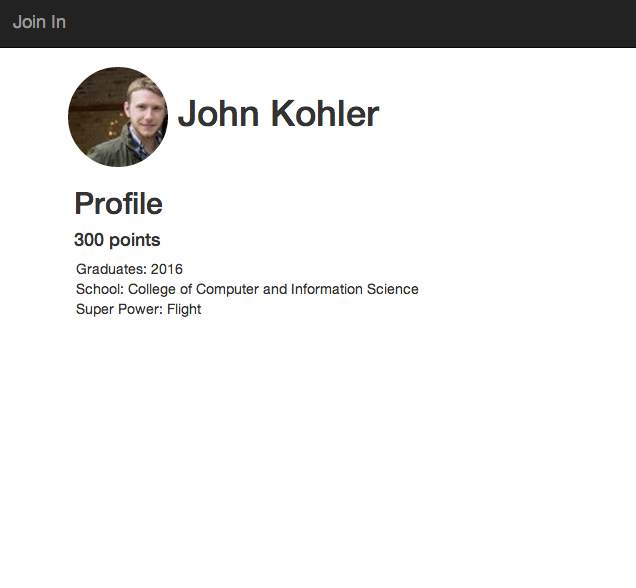 Join In
John Kohler
Profile
300 points
Graduates: 2016
School: College of Computer and Information Science
Super Power: Flight